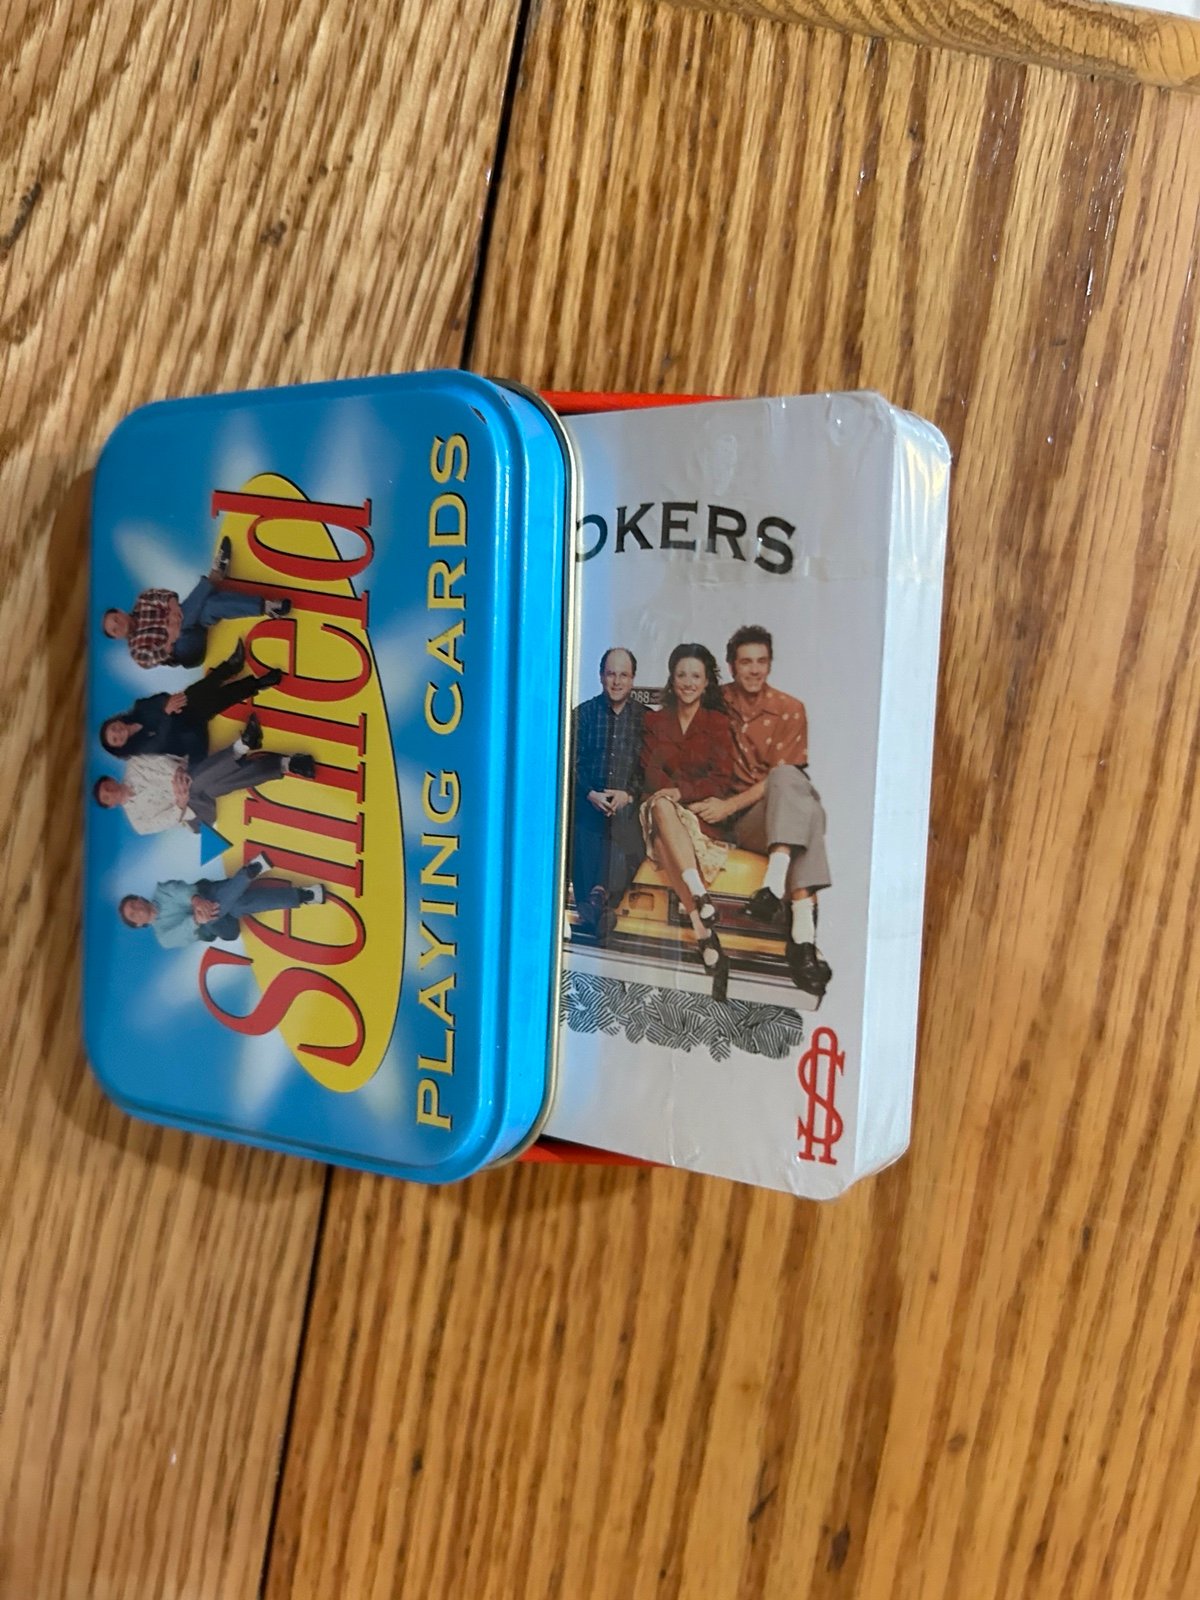 Seinfeld
PLAYING CARDS
OKERS
$